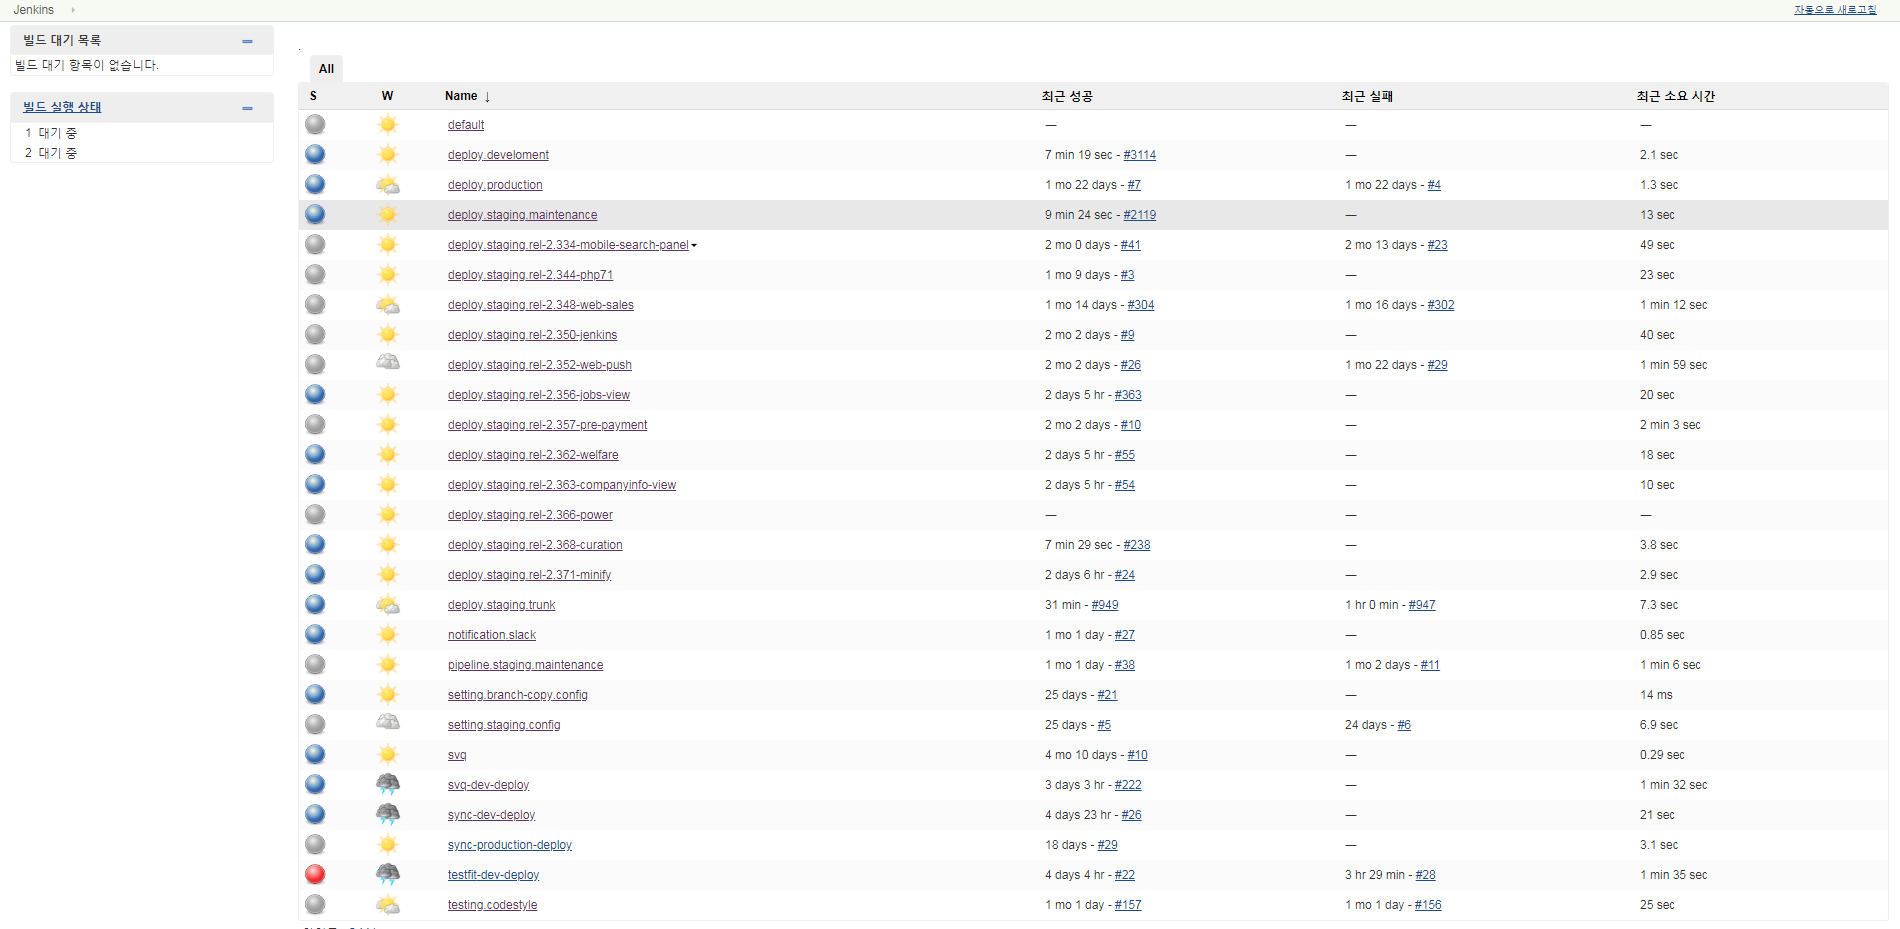 Jenkins
자동으로 새로고침
빌드 대기 목록
빌드 대기 항목이 없습니다.
빌드 실행 상태
1 대기 중
2 대기 중
All
S W Name ↓ 최근 성공 최근 실패 최근 소요 시간
default — — —
deploy.develoment 7 min 19 sec - #3114 — 2.1 sec
deploy.production 1 mo 22 days - #7 1 mo 22 days - #4 1.3 sec
deploy.staging.maintenance 9 min 24 sec - #2119 — 13 sec
deploy.staging.rel-2.334-mobile-search-panel 2 mo 0 days - #41 2 mo 13 days - #23 49 sec
deploy.staging.rel-2.344-php71 1 mo 9 days - #3 — 23 sec
deploy.staging.rel-2.348-web-sales 1 mo 14 days - #304 1 mo 16 days - #302 1 min 12 sec
deploy.staging.rel-2.350-jenkins 2 mo 2 days - #9 — 40 sec
deploy.staging.rel-2.352-web-push 2 mo 2 days - #26 1 mo 22 days - #29 1 min 59 sec
deploy.staging.rel-2.356-jobs-view 2 days 5 hr - #363 — 20 sec
deploy.staging.rel-2.357-pre-payment 2 mo 2 days - #10 — 2 min 3 sec
deploy.staging.rel-2.362-welfare 2 days 5 hr - #55 — 18 sec
deploy.staging.rel-2.363-companyinfo-view 2 days 5 hr - #54 — 10 sec
deploy.staging.rel-2.366-power — — —
deploy.staging.rel-2.368-curation 7 min 29 sec - #238 — 3.8 sec
deploy.staging.rel-2.371-minify 2 days 6 hr - #24 — 2.9 sec
deploy.staging.trunk 31 min - #949 1 hr 0 min - #947 7.3 sec
notification.slack 1 mo 1 day - #27 — 0.85 sec
pipeline.staging.maintenance 1 mo 1 day - #38 1 mo 2 days - #11 1 min 6 sec
setting.branch-copy.config 25 days - #21 — 14 ms
setting.staging.config 25 days - #5 24 days - #6 6.9 sec
svq 4 mo 10 days - #10 — 0.29 sec
svq-dev-deploy 3 days 3 hr - #222 — 1 min 32 sec
sync-dev-deploy 4 days 23 hr - #26 — 21 sec
sync-production-deploy 18 days - #29 — 3.1 sec
testfit-dev-deploy 4 days 4 hr - #22 3 hr 29 min - #28 1 min 35 sec
testing.codestyle 1 mo 1 day - #157 1 mo 1 day - #156 25 sec